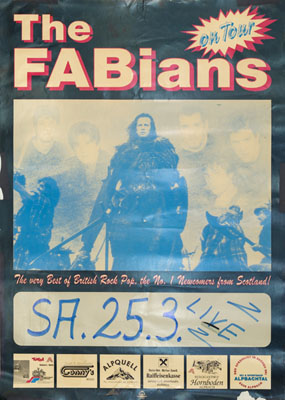 The
FABians
on Tour
The very Best of British Rock Pop, the No. 1 Newcomers from Scotland!
SA. 25.3. LIVE
Conny's
ALPQUELL
Raiffeisenkasse
Hornboden
ALPBACHTAL